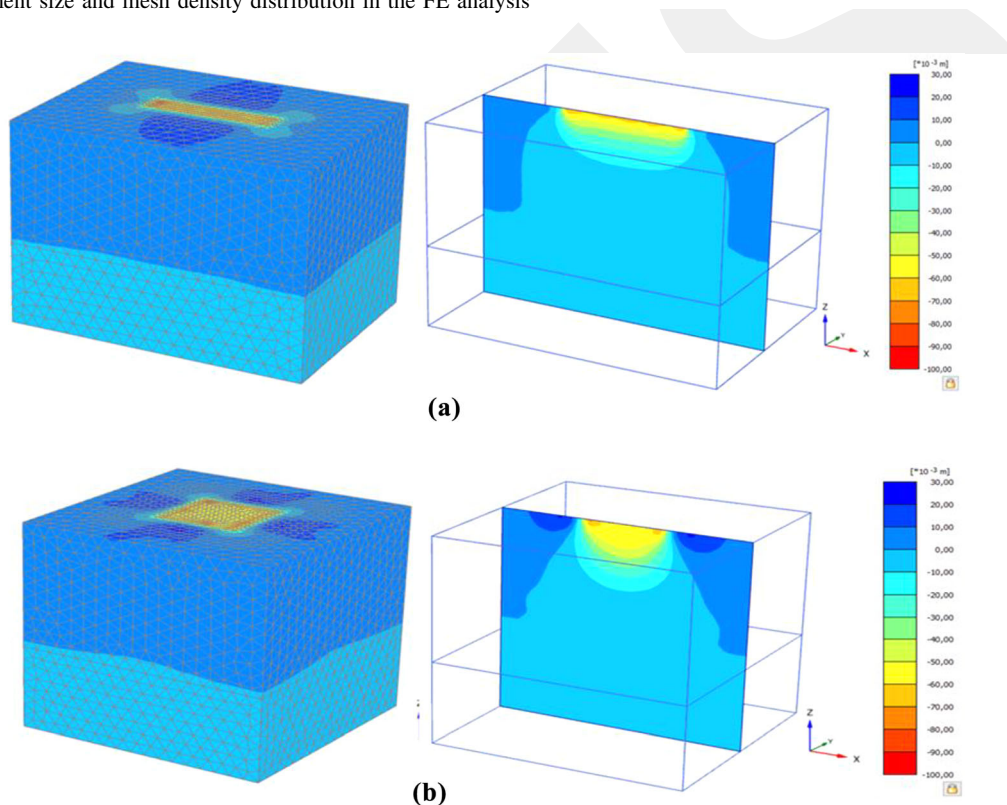 nent size and mesh density distribution in the FE analysis
[*10⁻³ m]
30,00
20,00
10,00
0,00
-10,00
-20,00
-30,00
-40,00
-50,00
-60,00
-70,00
-80,00
-90,00
-100,00
Z
Y
X
(a)
[*10⁻³ m]
30,00
20,00
10,00
0,00
-10,00
-20,00
-30,00
-40,00
-50,00
-60,00
-70,00
-80,00
-90,00
-100,00
Z
Y
X
(b)